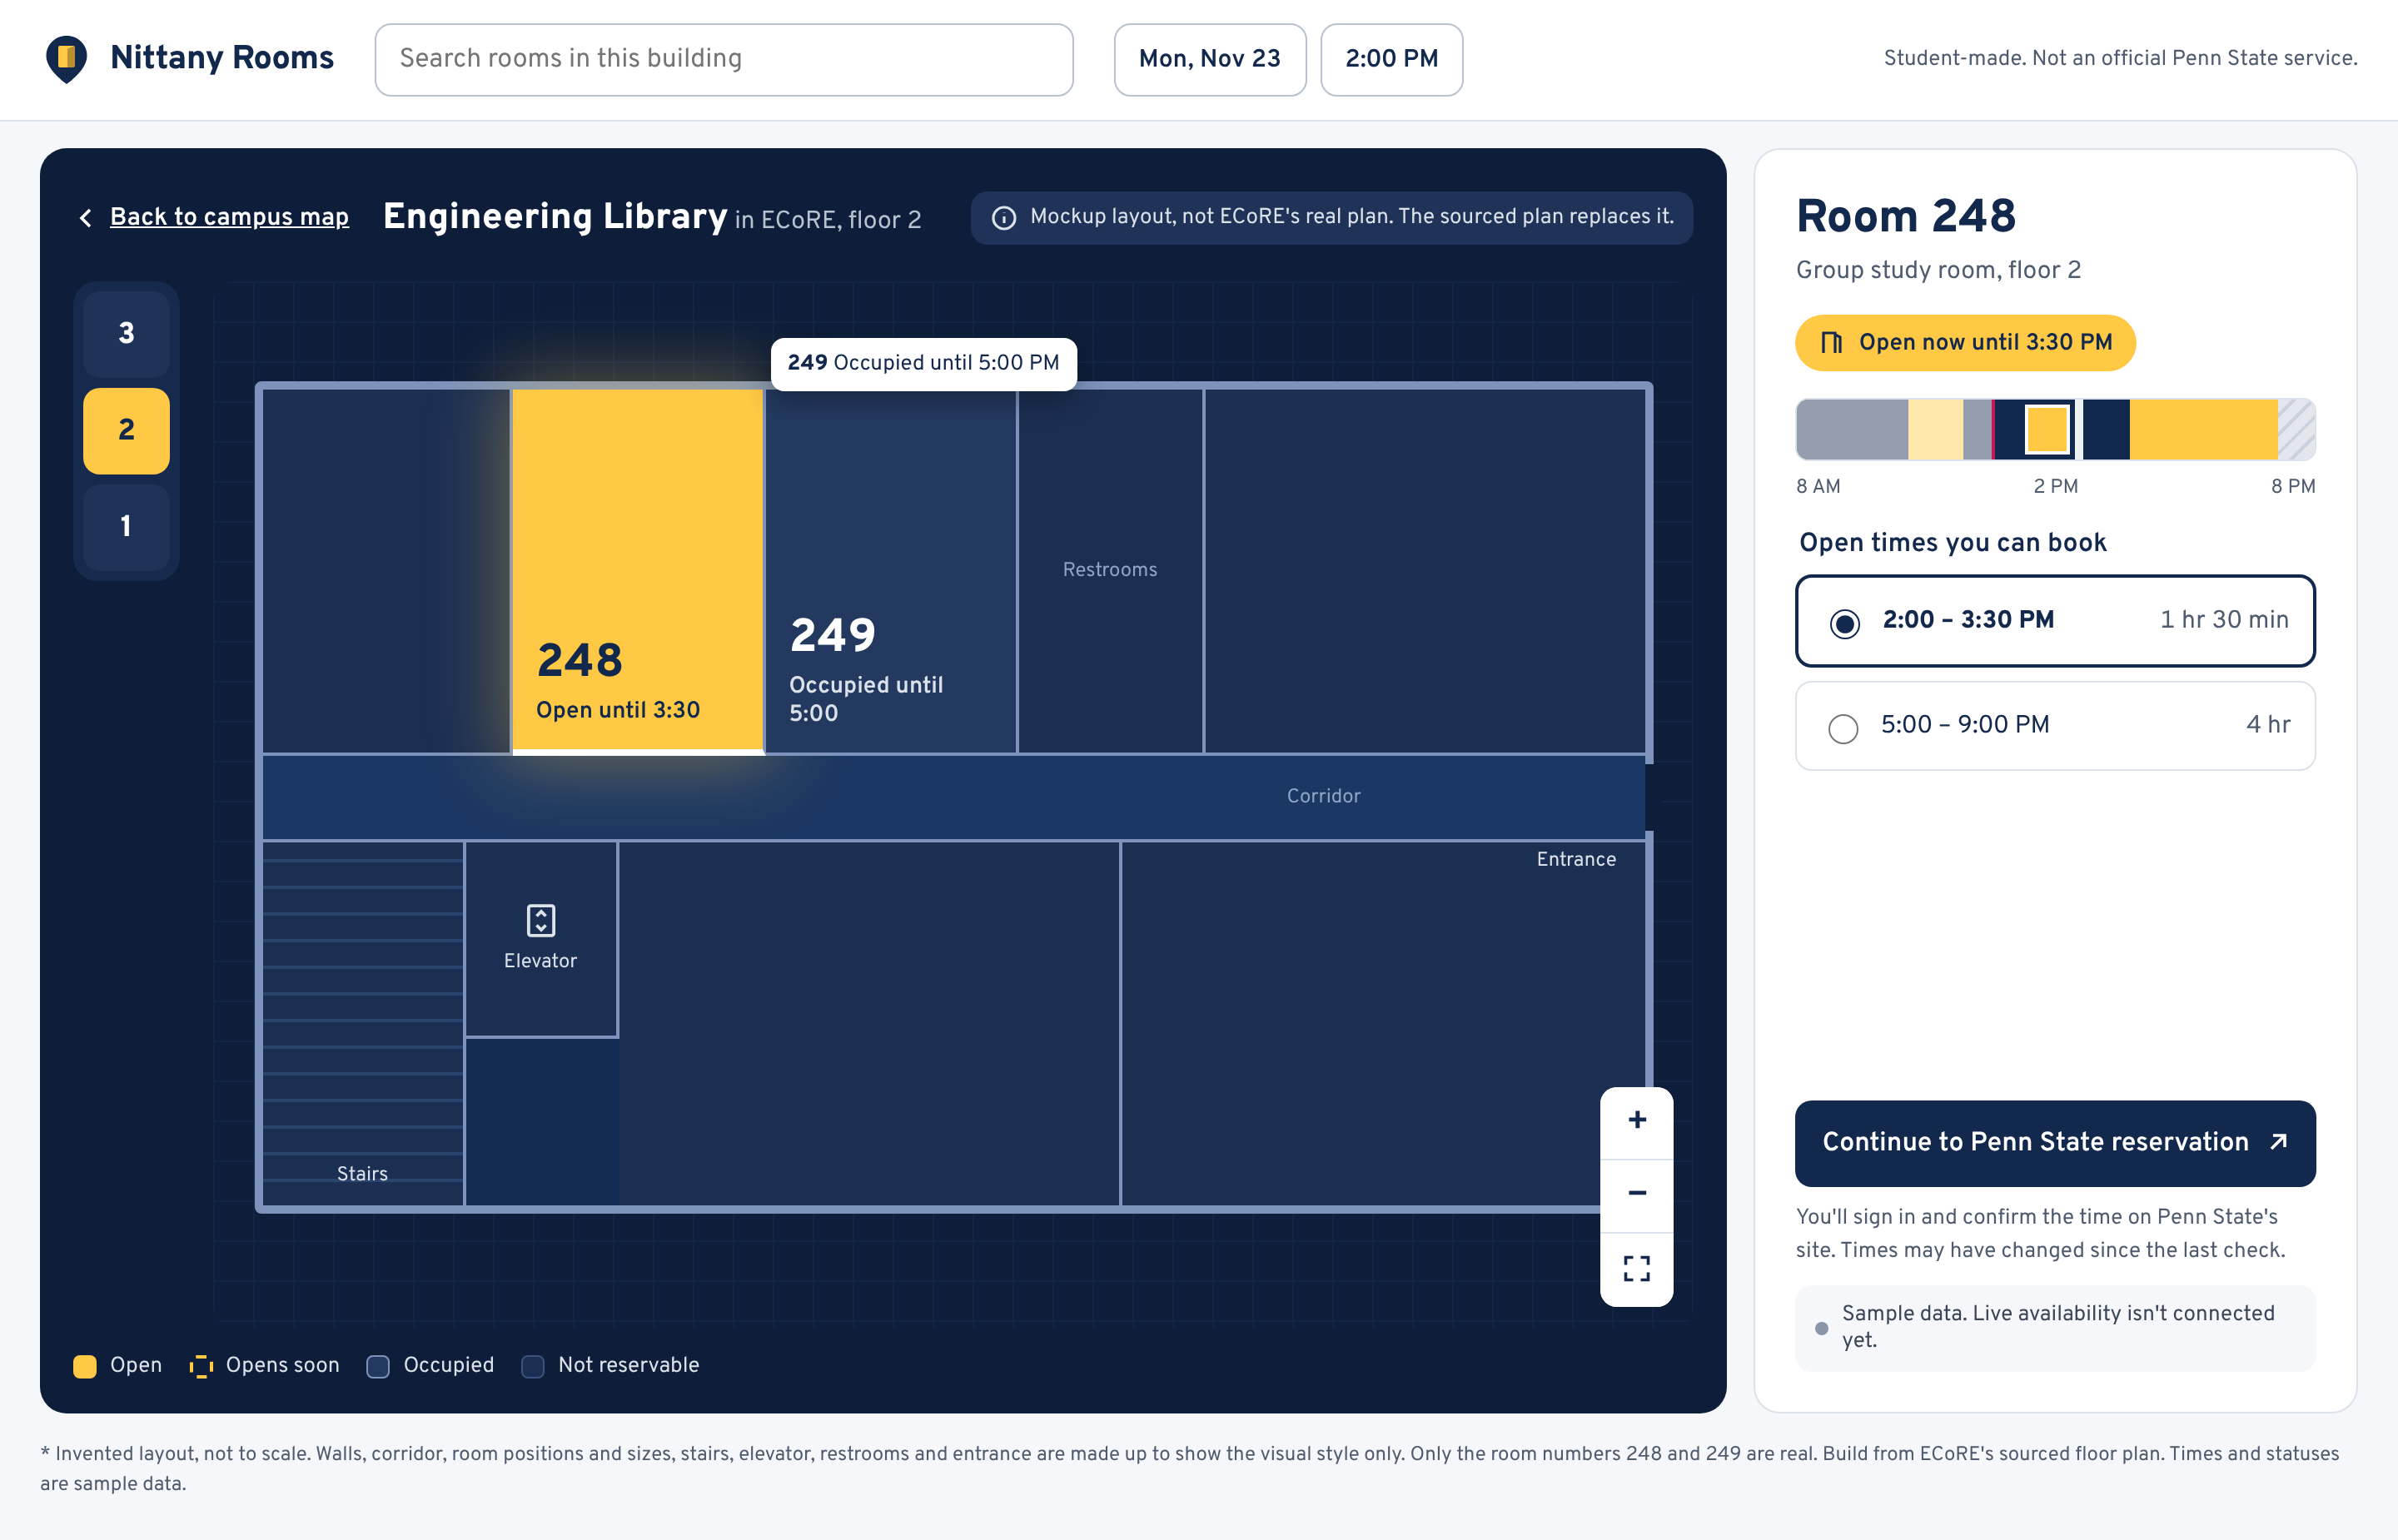 Nittany Rooms
Search rooms in this building
Mon, Nov 23
2:00 PM
Student-made. Not an official Penn State service.
Back to campus map
Engineering Library in ECoRE, floor 2
Mockup layout, not ECoRE's real plan. The sourced plan replaces it.
3
2
1
249 Occupied until 5:00 PM
248
Open until 3:30
249
Occupied until
5:00
Restrooms
Corridor
Entrance
Elevator
Stairs
+
−
Open
Opens soon
Occupied
Not reservable
Room 248
Group study room, floor 2
Open now until 3:30 PM
8 AM
2 PM
8 PM
Open times you can book
2:00 – 3:30 PM
1 hr 30 min
5:00 – 9:00 PM
4 hr
Continue to Penn State reservation
You'll sign in and confirm the time on Penn State's
site. Times may have changed since the last check.
Sample data. Live availability isn't connected
yet.
* Invented layout, not to scale. Walls, corridor, room positions and sizes, stairs, elevator, restrooms and entrance are made up to show the visual style only. Only the room numbers 248 and 249 are real. Build from ECoRE's sourced floor plan. Times and statuses
are sample data.